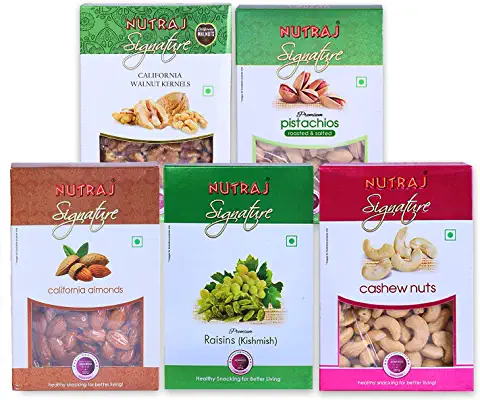 NUTRAJ
Signature
CALIFORNIA
WALNUT KERNELS
NUTRAJ
Signature
Premium
pistachios
roasted & salted
NUTRAJ
Signature
california almonds
healthy snacking for better living!
NUTRAJ
Signature
Premium
Raisins (Kishmish)
Healthy Snacking for Better Living!
NUTRAJ
Signature
cashew nuts
healthy snacking for better living!